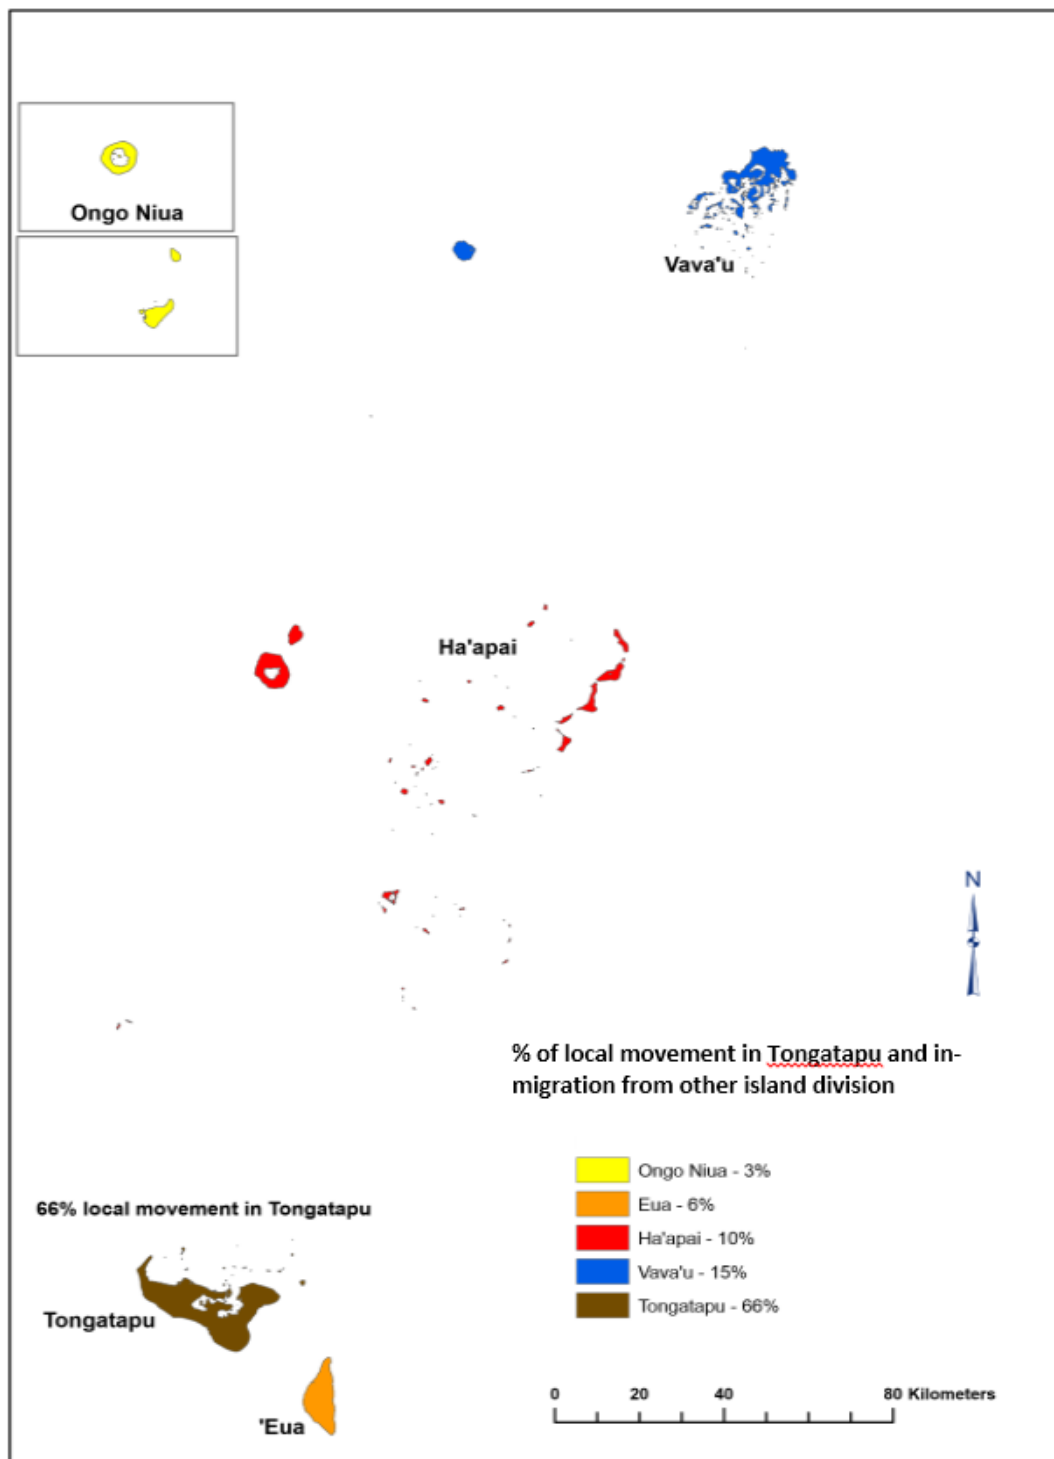 Ongo Niua
Vava'u
Ha'apai
N
% of local movement in Tongatapu and in-
migration from other island division
Ongo Niua - 3%
Eua - 6%
Ha'apai - 10%
Vava'u - 15%
Tongatapu - 66%
66% local movement in Tongatapu
Tongatapu
'Eua
0 20 40 80 Kilometers